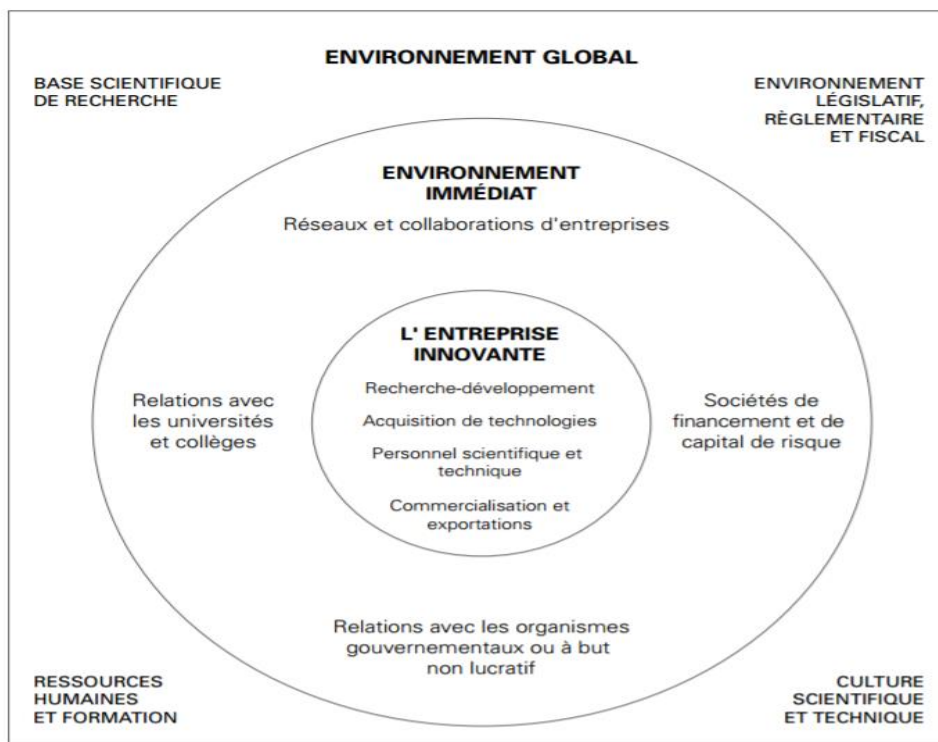 ENVIRONNEMENT GLOBAL
BASE SCIENTIFIQUE
DE RECHERCHE
ENVIRONNEMENT
LÉGISLATIF,
RÈGLEMENTAIRE
ET FISCAL
ENVIRONNEMENT
IMMÉDIAT
Réseaux et collaborations d'entreprises
L' ENTREPRISE
INNOVANTE
Recherche-développement
Acquisition de technologies
Personnel scientifique et
technique
Commercialisation et
exportations
Relations avec
les universités
et collèges
Sociétés de
financement et de
capital de risque
Relations avec les organismes
gouvernementaux ou à but
non lucratif
RESSOURCES
HUMAINES
ET FORMATION
CULTURE
SCIENTIFIQUE
ET TECHNIQUE